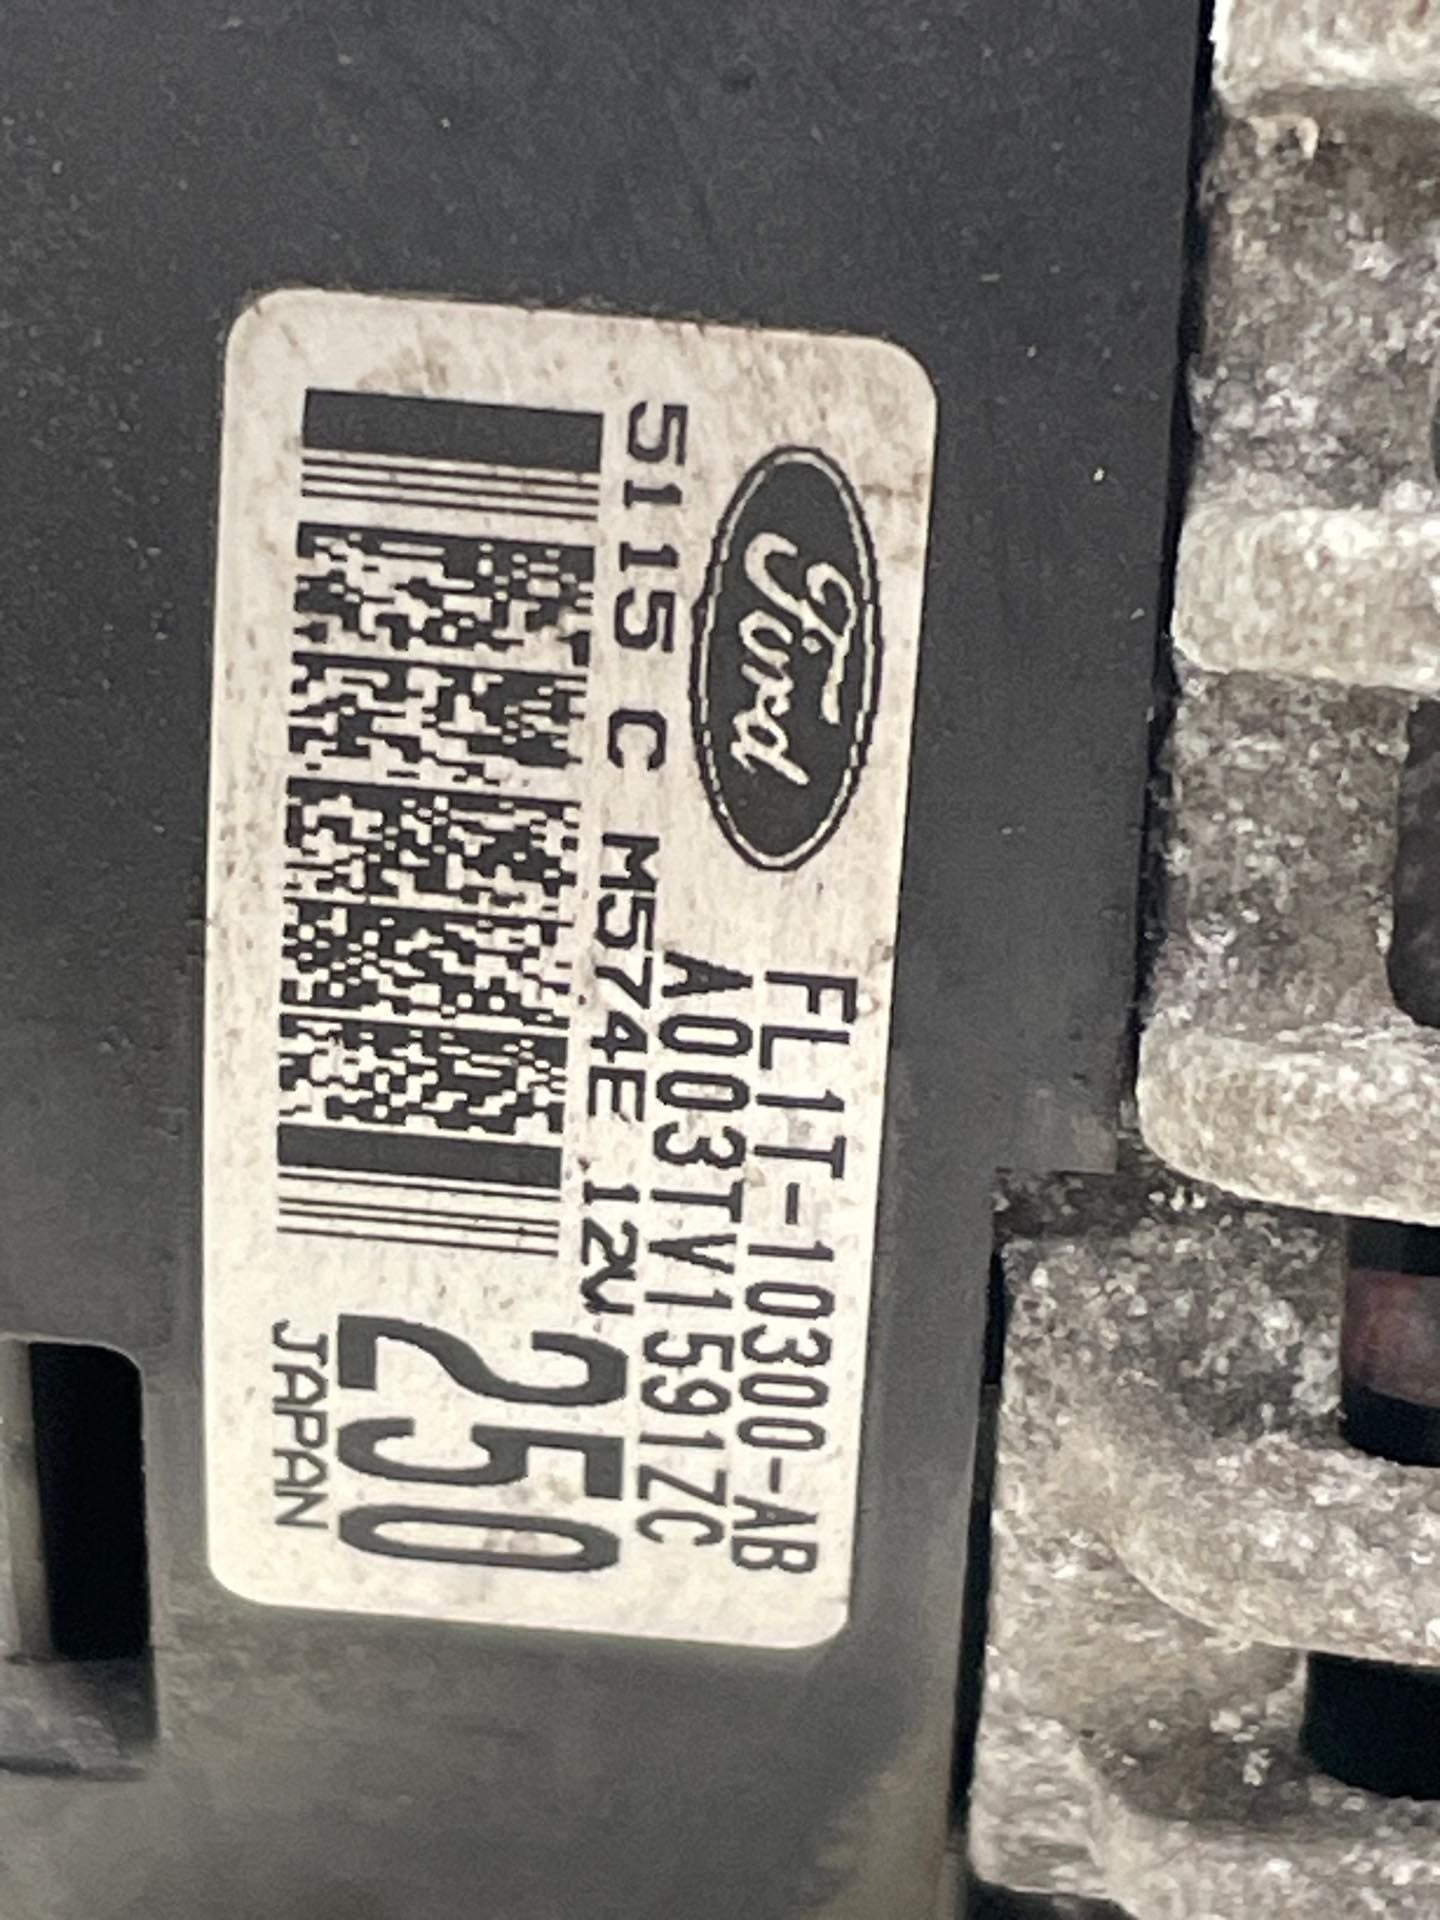 Ford
FL1T-10300-AB
A003TV1591ZC
5115 C M574E 12V
250
JAPAN